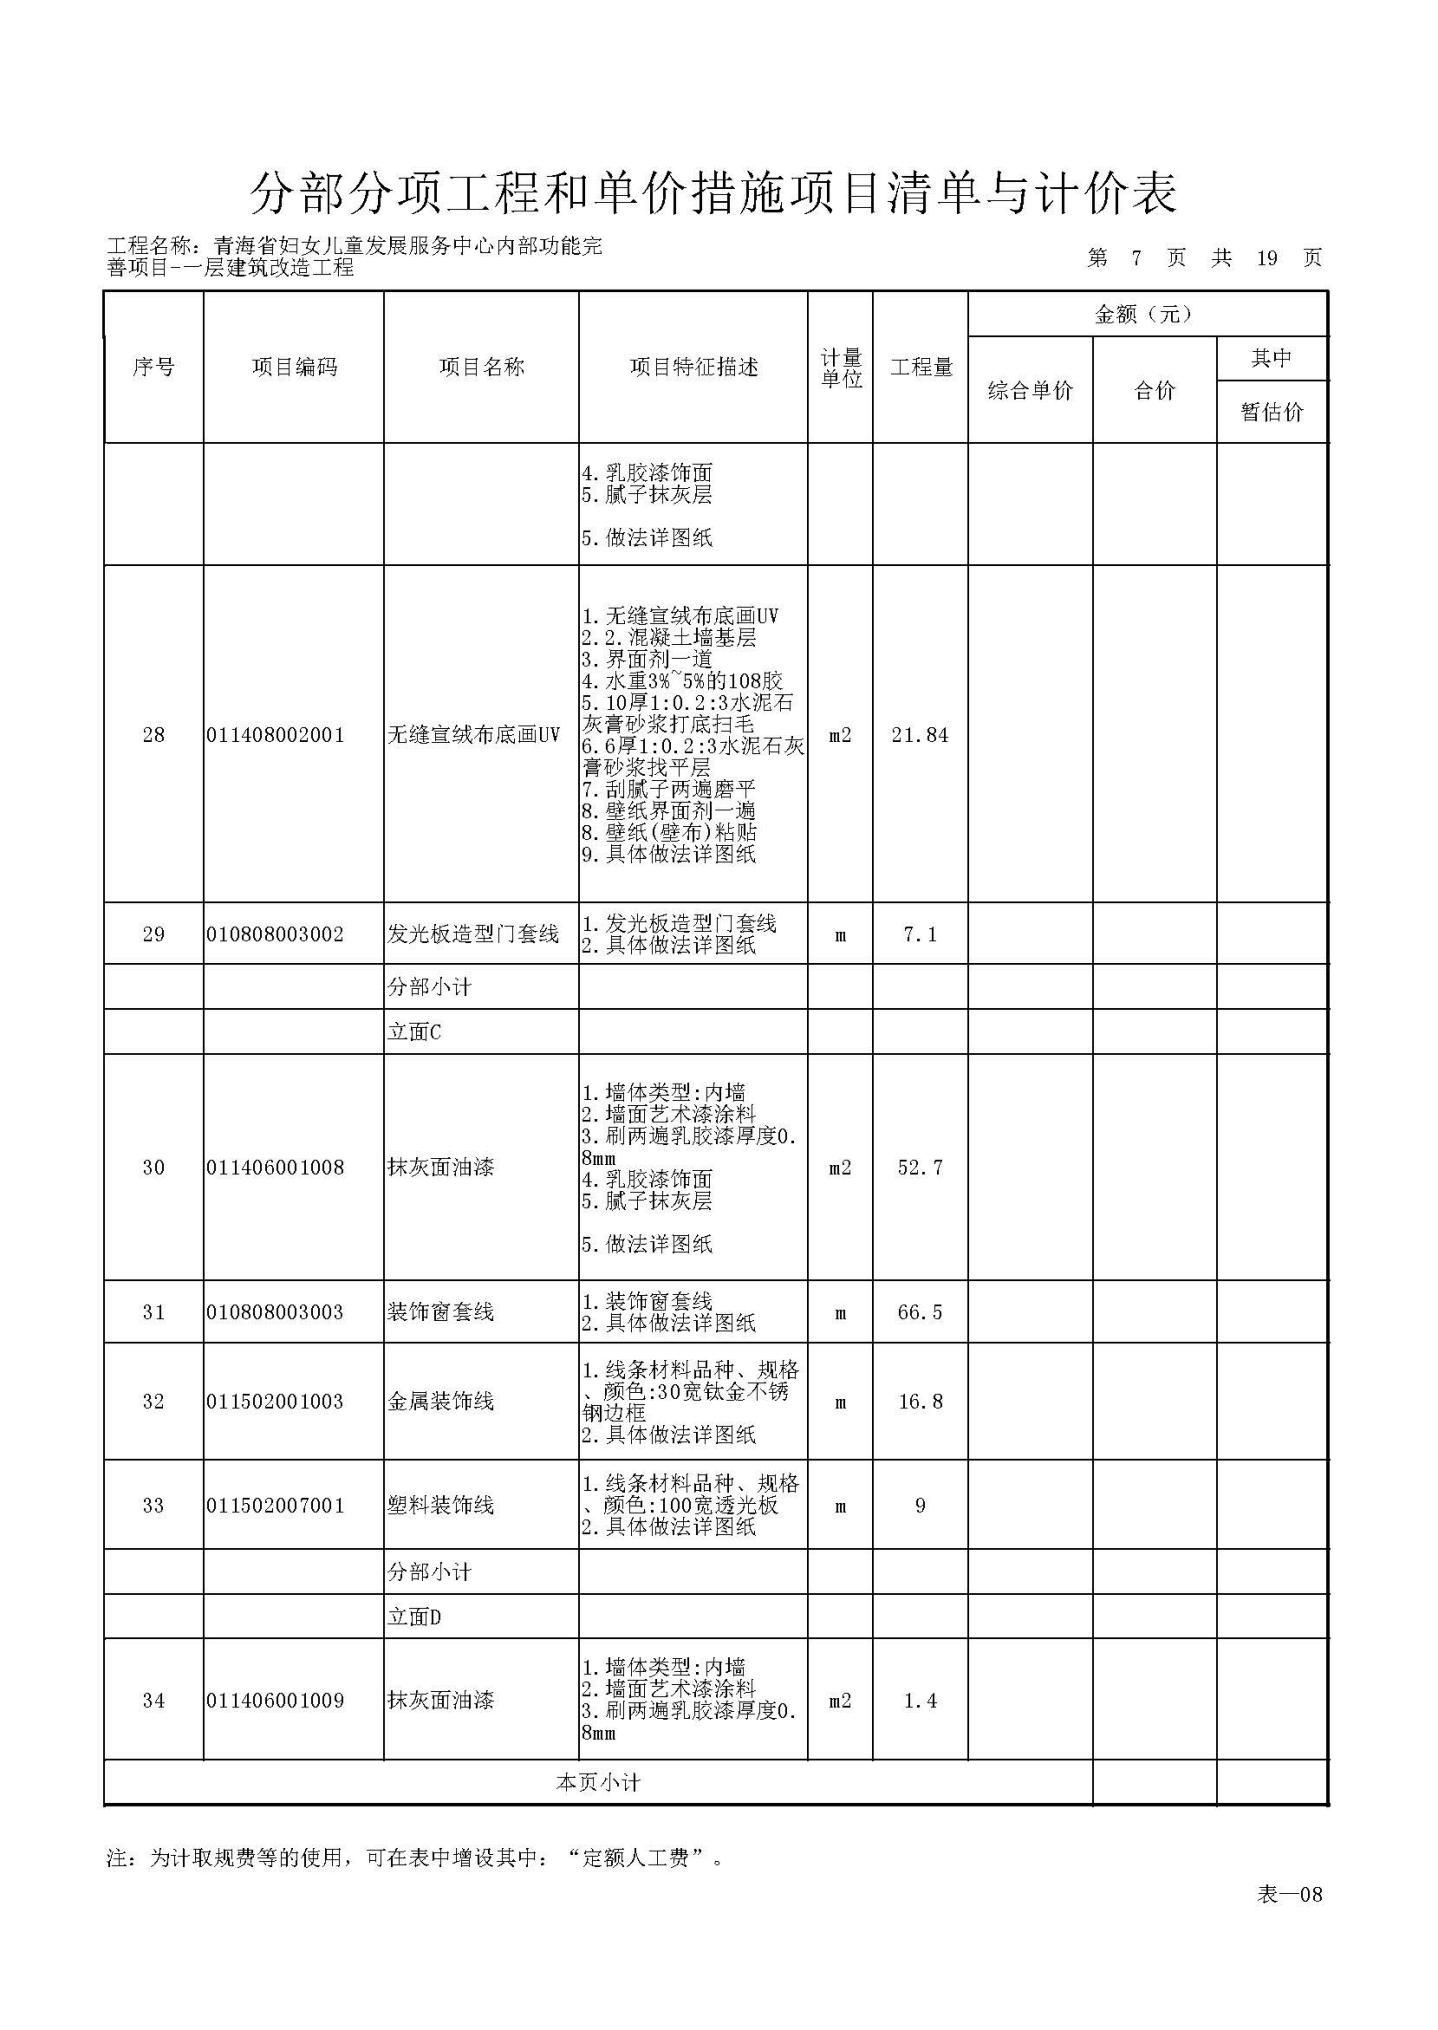 分部分项工程和单价措施项目清单与计价表
工程名称：青海省妇女儿童发展服务中心内部功能完
善项目-一层建筑改造工程
第 7 页 共 19 页
序号
项目编码
项目名称
项目特征描述
计量
单位
工程量
金额（元）
综合单价
合价
其中
暂估价
4.乳胶漆饰面
5.腻子抹灰层
5.做法详图纸
28
011408002001
无缝宣绒布底画UV
1.无缝宣绒布底画UV
2.2.混凝土墙基层
3.界面剂一道
4.水重3%~5%的108胶
5.10厚1:0.2:3水泥石
灰膏砂浆打底扫毛
6.6厚1:0.2:3水泥石灰
膏砂浆找平层
7.刮腻子两遍磨平
8.壁纸界面剂一遍
8.壁纸(壁布)粘贴
9.具体做法详图纸
m2
21.84
29
010808003002
发光板造型门套线
1.发光板造型门套线
2.具体做法详图纸
m
7.1
分部小计
立面C
30
011406001008
抹灰面油漆
1.墙体类型:内墙
2.墙面艺术漆涂料
3.刷两遍乳胶漆厚度0.
8mm
4.乳胶漆饰面
5.腻子抹灰层
5.做法详图纸
m2
52.7
31
010808003003
装饰窗套线
1.装饰窗套线
2.具体做法详图纸
m
66.5
32
011502001003
金属装饰线
1.线条材料品种、规格
、颜色:30宽钛金不锈
钢边框
2.具体做法详图纸
m
16.8
33
011502007001
塑料装饰线
1.线条材料品种、规格
、颜色:100宽透光板
2.具体做法详图纸
m
9
分部小计
立面D
34
011406001009
抹灰面油漆
1.墙体类型:内墙
2.墙面艺术漆涂料
3.刷两遍乳胶漆厚度0.
8mm
m2
1.4
本页小计
注：为计取规费等的使用，可在表中增设其中：“定额人工费”。
表—08